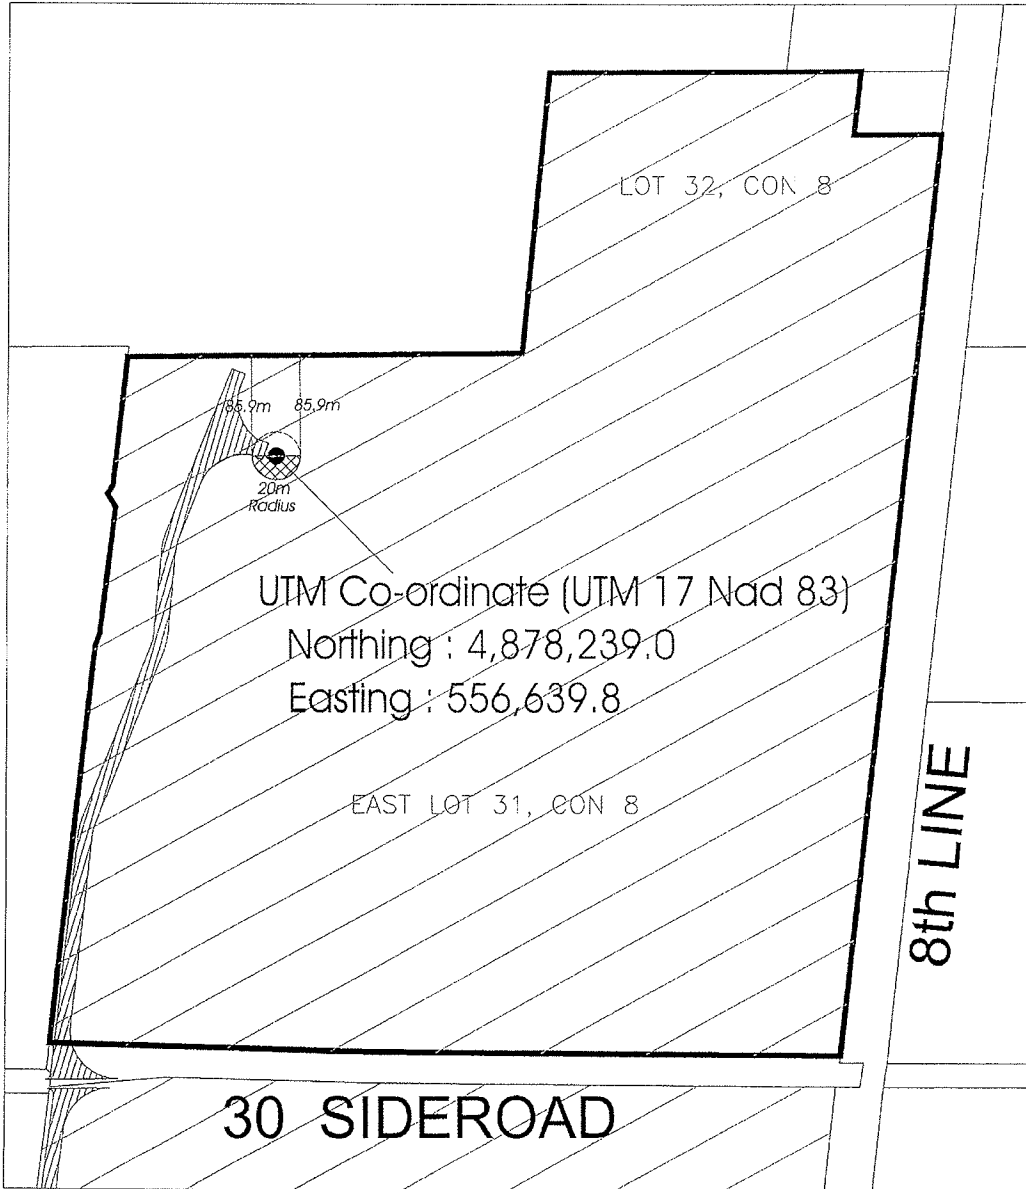 LOT 32, CON 8
85.9m 85,9m
20m
Radius
UTM Co-ordinate (UTM 17 Nad 83)
Northing : 4,878,239.0
Easting : 556,639.8
EAST LOT 31, CON 8
8th LINE
30 SIDEROAD